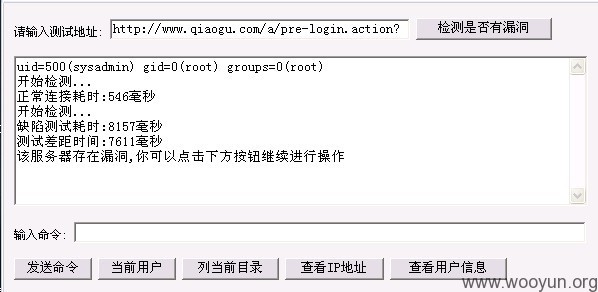 请输入测试地址: http://www.qiaogu.com/a/pre-login.action? 检测是否有漏洞
uid=500(sysadmin) gid=0(root) groups=0(root)
开始检测...
正常连接耗时:546毫秒
开始检测...
缺陷测试耗时:8157毫秒
测试差距时间:7611毫秒
该服务器存在漏洞,你可以点击下方按钮继续进行操作
输入命令:
发送命令 当前用户 列当前目录 查看IP地址 查看用户信息
www.wooyun.org